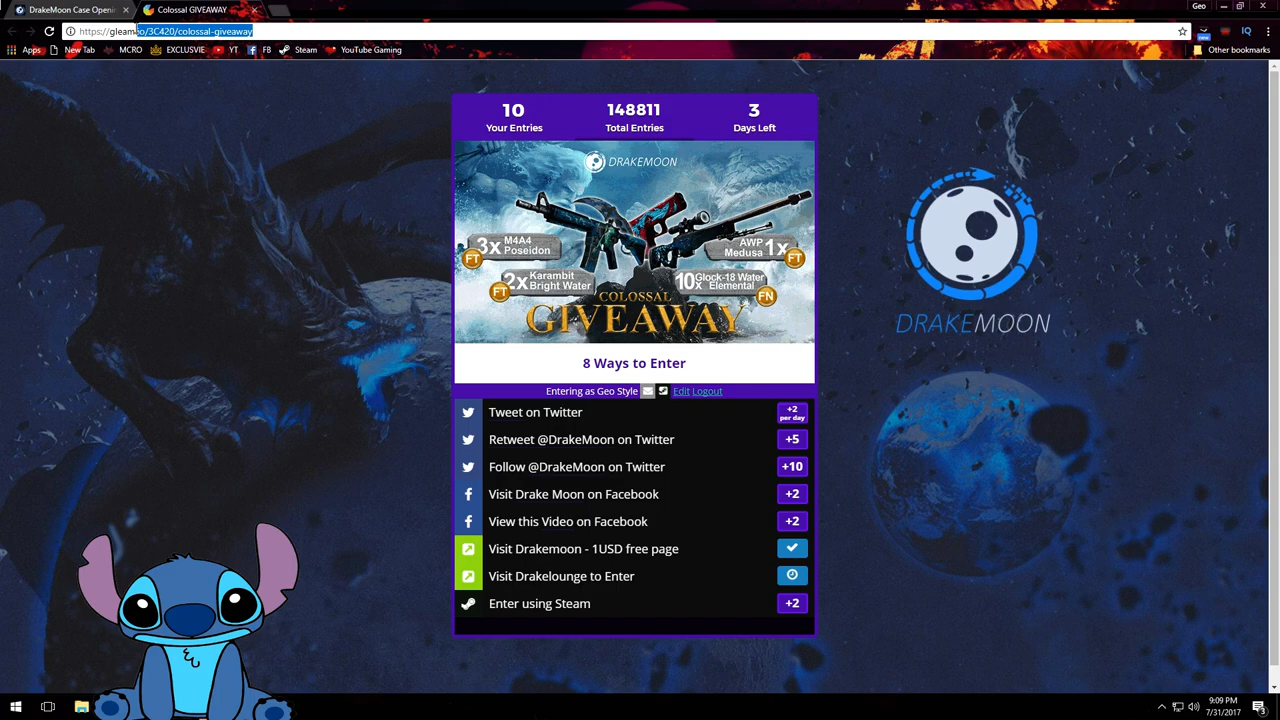 DrakeMoon Case Openi
Colossal GIVEAWAY
Geo
https://gleam.io/3C420/colossal-giveaway
new
IQ
Apps
New Tab
MCRO
EXCLUSIVIE
YT
FB
Steam
YouTube Gaming
Other bookmarks
10
148811
3
Your Entries
Total Entries
Days Left
DRAKEMOON
3x M4A4 Poseidon
FT
AWP Medusa 1x
FT
2x Karambit Bright Water
FT
10x Glock-18 Water Elemental
FN
COLOSSAL
GIVEAWAY
DRAKEMOON
8 Ways to Enter
Entering as Geo Style Edit Logout
Tweet on Twitter
+2 per day
Retweet @DrakeMoon on Twitter
+5
Follow @DrakeMoon on Twitter
+10
Visit Drake Moon on Facebook
+2
View this Video on Facebook
+2
Visit Drakemoon - 1USD free page
Visit Drakelounge to Enter
Enter using Steam
+2
9:09 PM
7/31/2017
3